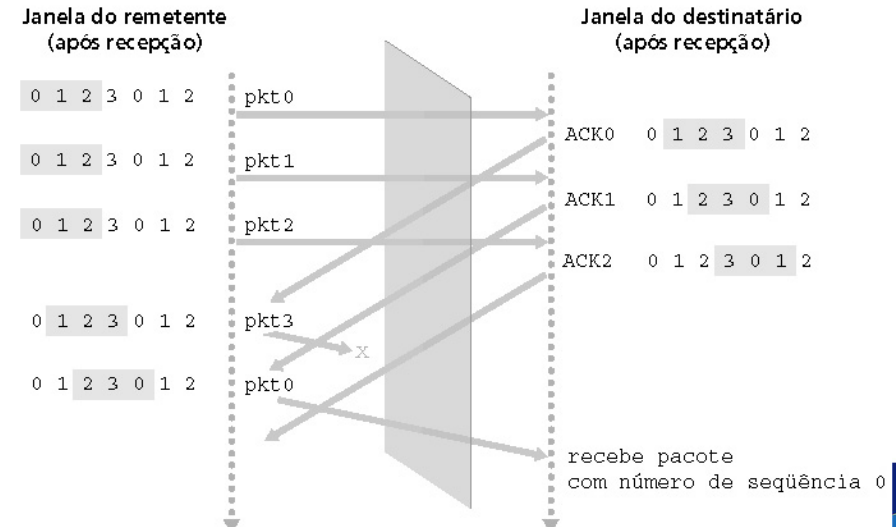 Janela do remetente
(após recepção)
Janela do destinatário
(após recepção)
0 1 2 3 0 1 2 pkt0
ACK0 0 1 2 3 0 1 2
0 1 2 3 0 1 2 pkt1
ACK1 0 1 2 3 0 1 2
0 1 2 3 0 1 2 pkt2
ACK2 0 1 2 3 0 1 2
0 1 2 3 0 1 2 pkt3
x
0 1 2 3 0 1 2 pkt0
recebe pacote
com número de seqüência 0